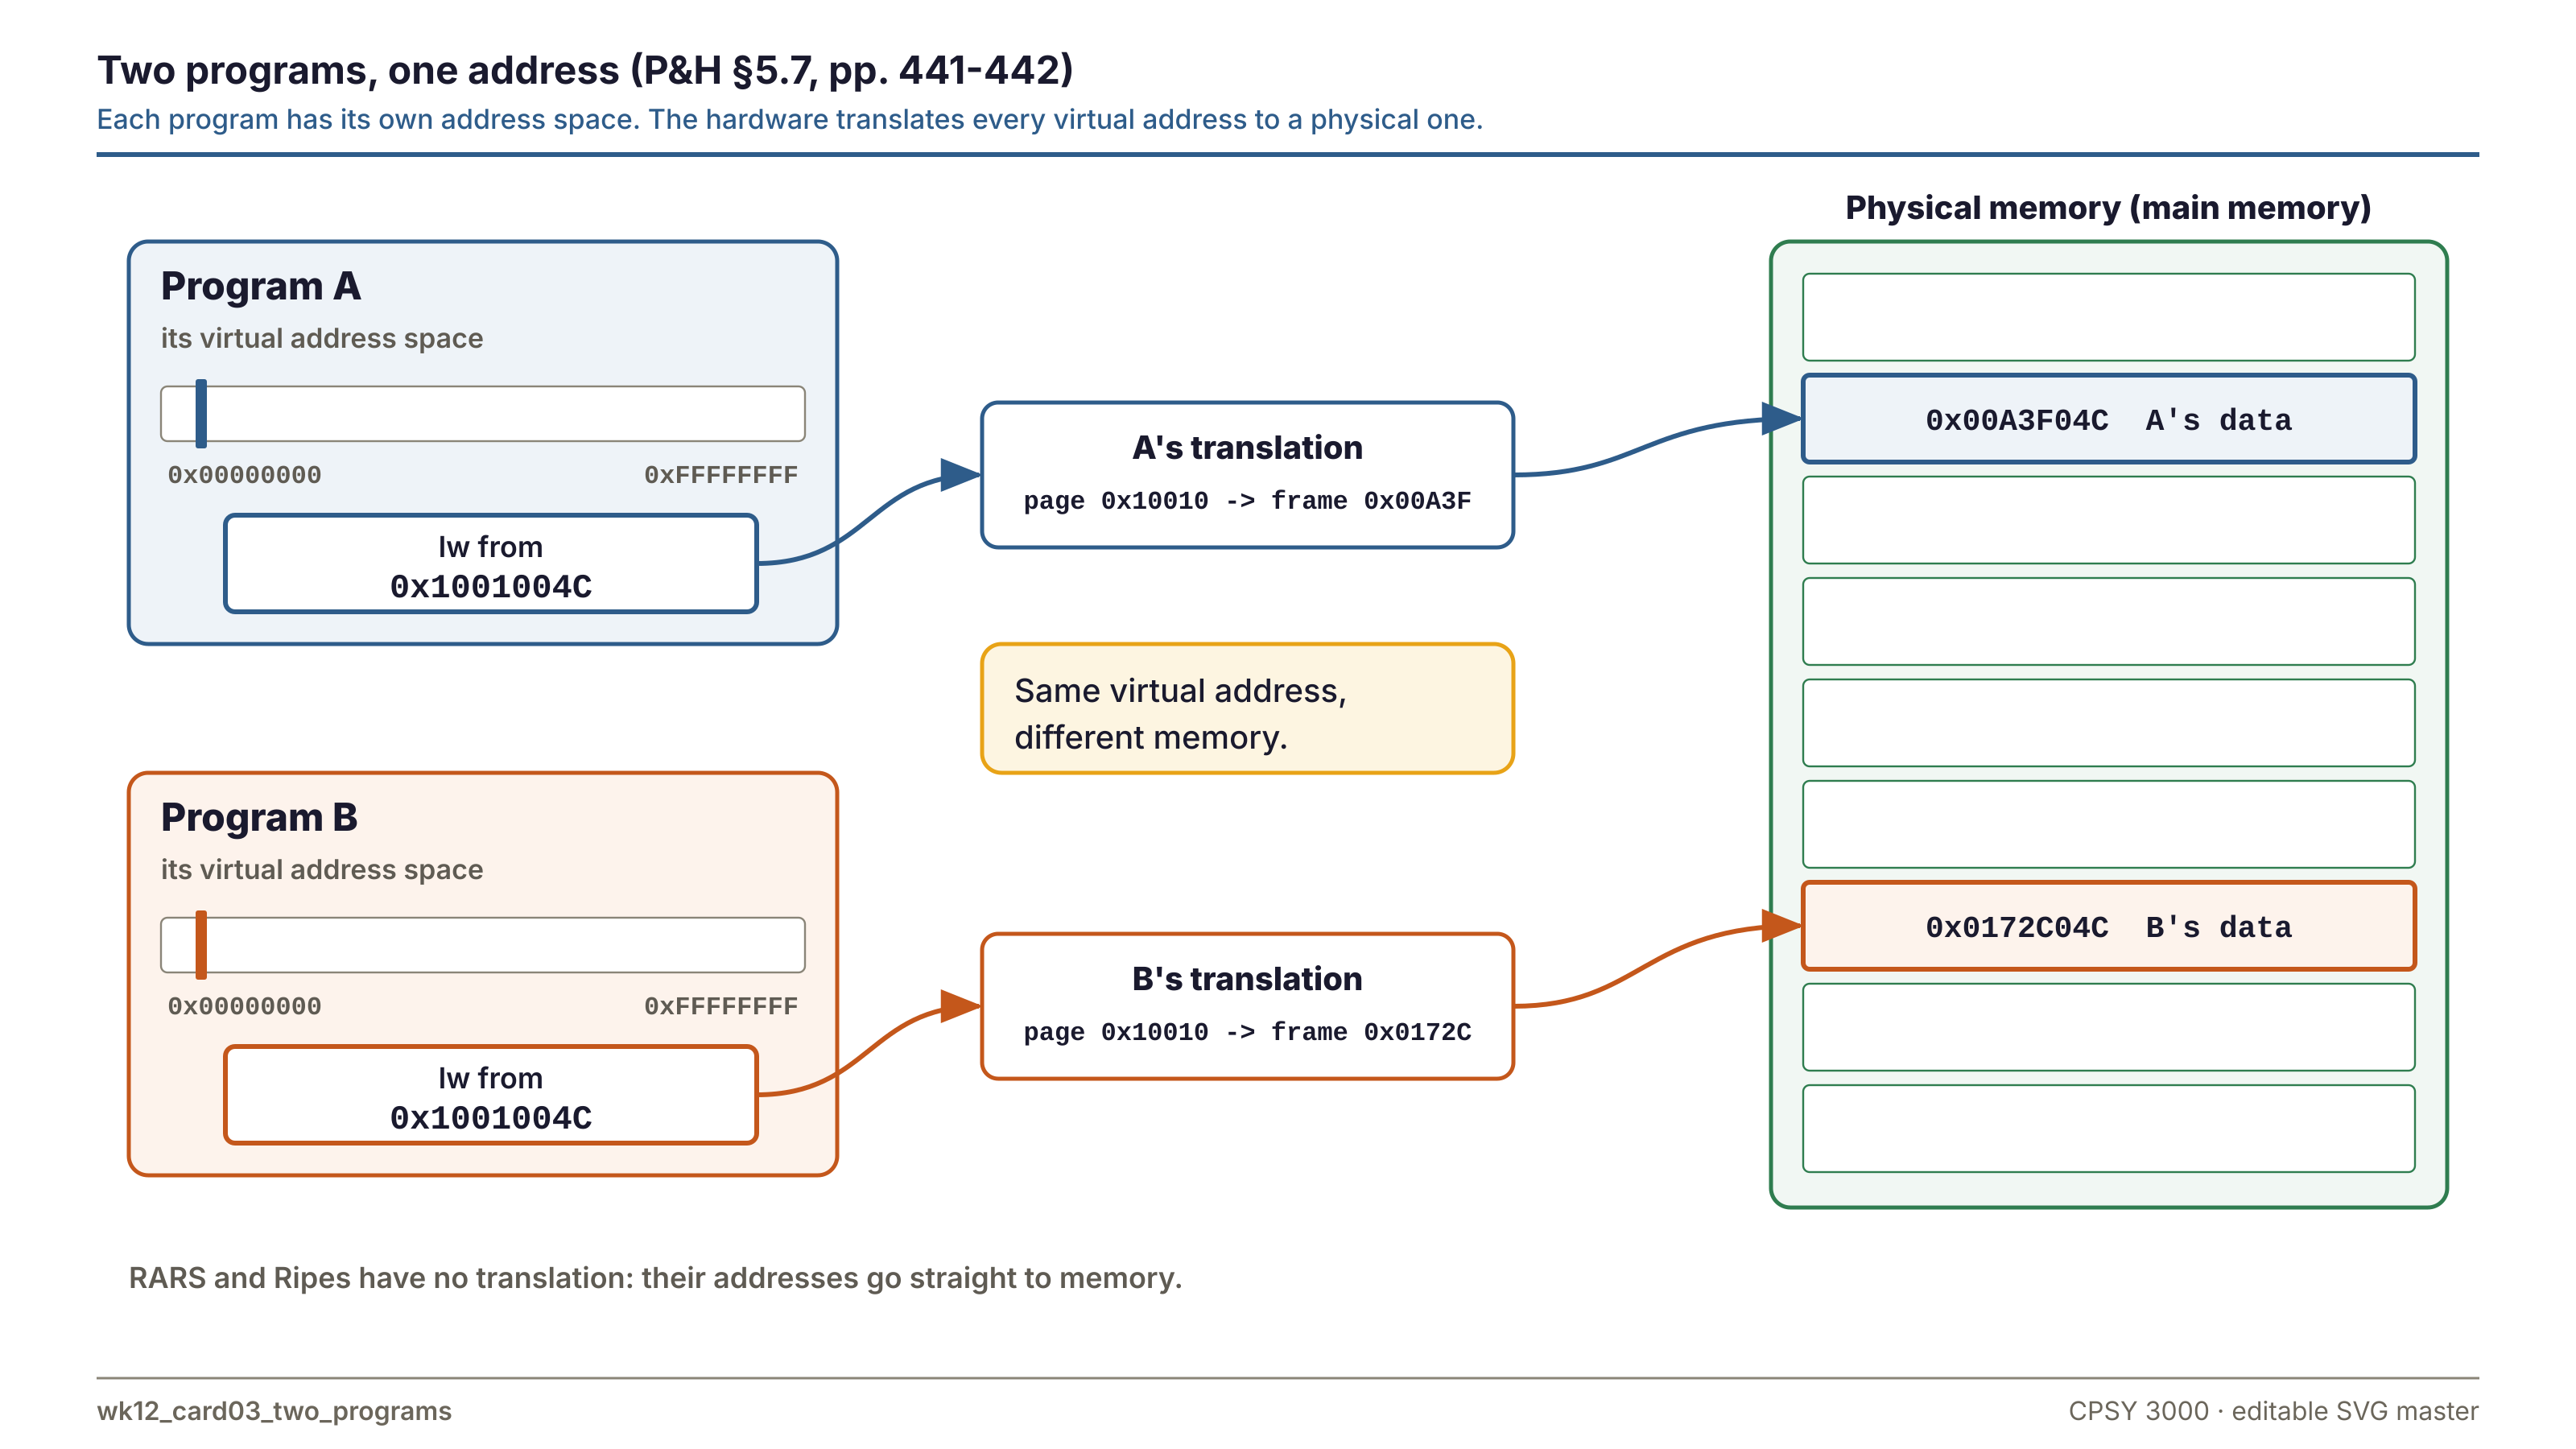 Two programs, one address (P&H §5.7, pp. 441-442)
Each program has its own address space. The hardware translates every virtual address to a physical one.
Physical memory (main memory)
Program A
its virtual address space
0x00000000 0xFFFFFFFF
lw from
0x1001004C
A's translation
page 0x10010 -> frame 0x00A3F
0x00A3F04C A's data
Same virtual address,
different memory.
Program B
its virtual address space
0x00000000 0xFFFFFFFF
lw from
0x1001004C
B's translation
page 0x10010 -> frame 0x0172C
0x0172C04C B's data
RARS and Ripes have no translation: their addresses go straight to memory.
wk12_card03_two_programs
CPSY 3000 · editable SVG master